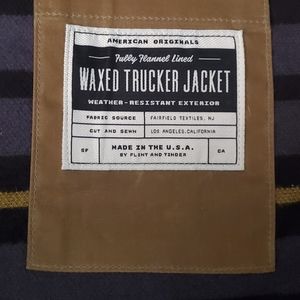 AMERICAN ORIGINALS
Fully Flannel Lined
WAXED TRUCKER JACKET
WEATHER-RESISTANT EXTERIOR
FABRIC SOURCE FAIRFIELD TEXTILES, NJ
CUT AND SEWN LOS ANGELES, CALIFORNIA
SF MADE IN THE U.S.A. CA
BY FLINT AND TINDER